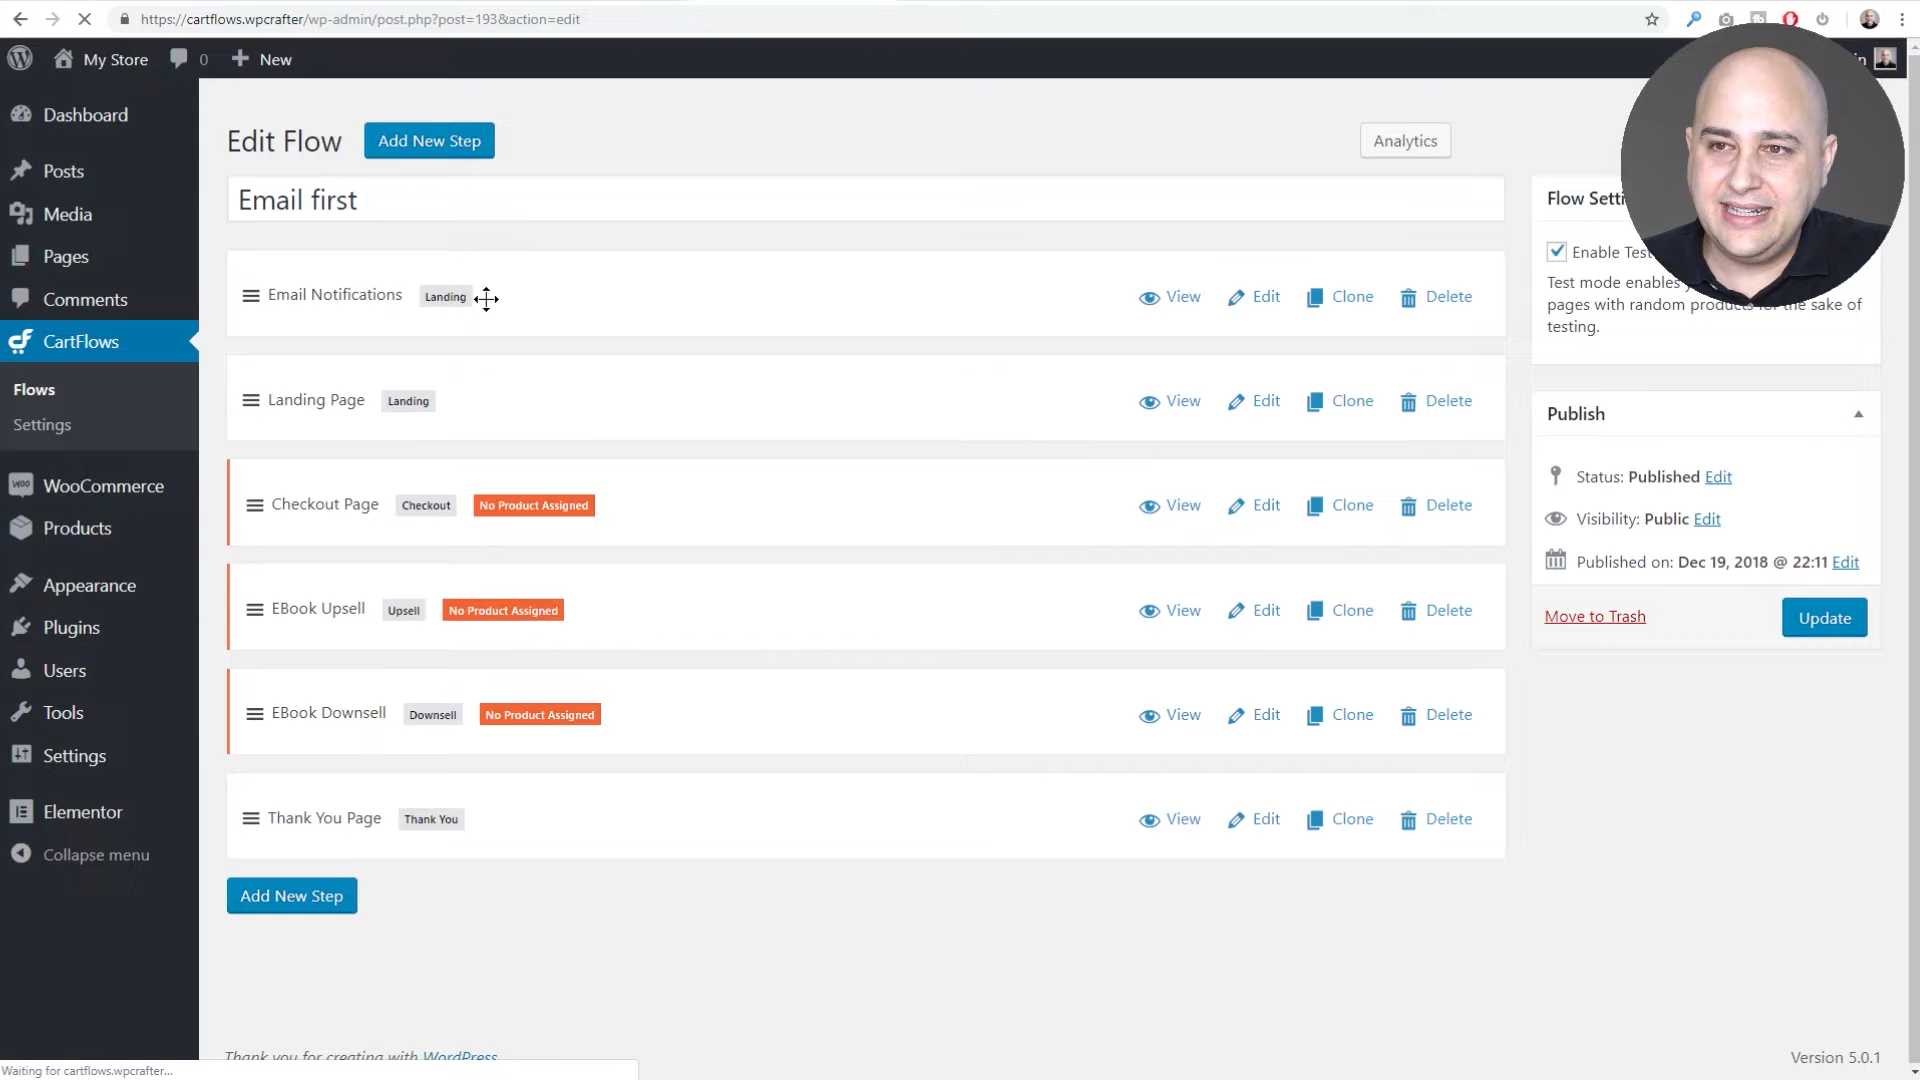 https://cartflows.wpcrafter/wp-admin/post.php?post=193&action=edit
My Store 0 New
Dashboard
Posts
Media
Pages
Comments
CartFlows
Flows
Settings
WooCommerce
Products
Appearance
Plugins
Users
Tools
Settings
Elementor
Collapse menu
Edit Flow Add New Step Analytics
Email first
Email Notifications Landing View Edit Clone Delete
Landing Page Landing View Edit Clone Delete
Checkout Page Checkout No Product Assigned View Edit Clone Delete
EBook Upsell Upsell No Product Assigned View Edit Clone Delete
EBook Downsell Downsell No Product Assigned View Edit Clone Delete
Thank You Page Thank You View Edit Clone Delete
Add New Step
Flow
Enable
Test mode enables
pages with random products for the sake of
testing.
Publish
Status: Published Edit
Visibility: Public Edit
Published on: Dec 19, 2018 @ 22:11 Edit
Move to Trash Update
Thank you for creating with WordPress
Version 5.0.1
Waiting for cartflows.wpcrafter...